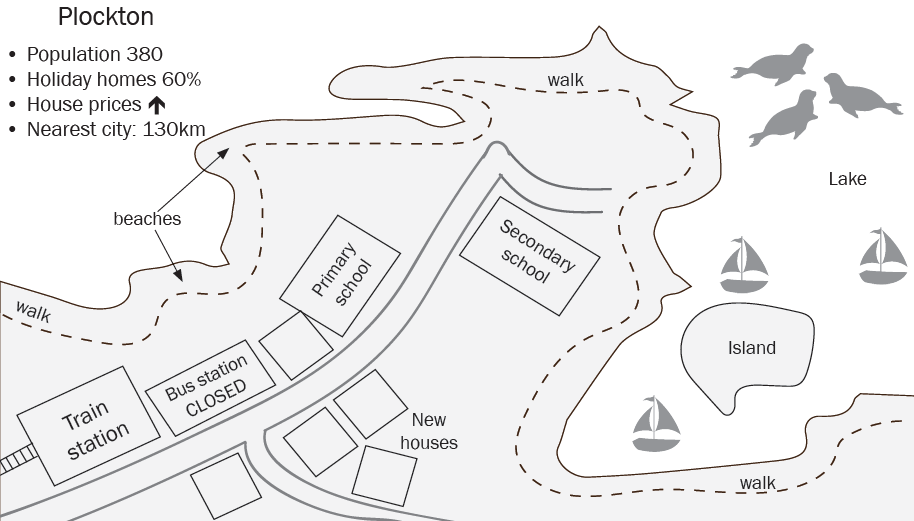 Plockton
• Population 380
• Holiday homes 60%
• House prices 🡅
• Nearest city: 130km
walk
Lake
beaches
Secondary
school
Primary
school
walk
Island
Bus station
CLOSED
Train
station
New
houses
walk